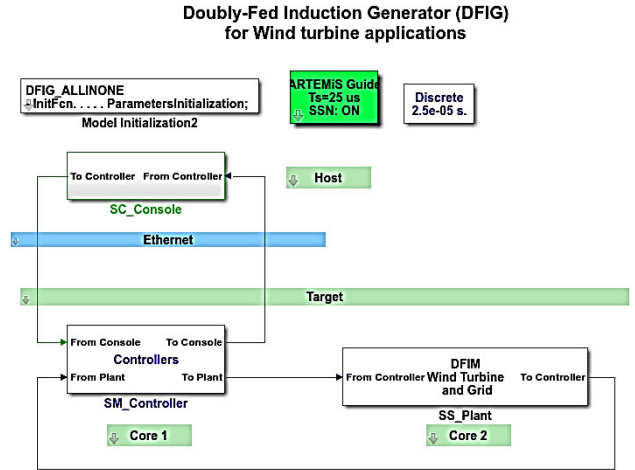 Doubly-Fed Induction Generator (DFIG)
for Wind turbine applications
DFIG_ALLINONE
InitFcn. . . . . ParametersInitialization;
Model Initialization2
ARTEMiS Guide
Ts=25 us
SSN: ON
Discrete
2.5e-05 s.
To Controller From Controller
SC_Console
Host
Ethernet
Target
From Console To Console
Controllers
From Plant To Plant
SM_Controller
DFIM
From Controller Wind Turbine To Controller
and Grid
SS_Plant
Core 1
Core 2